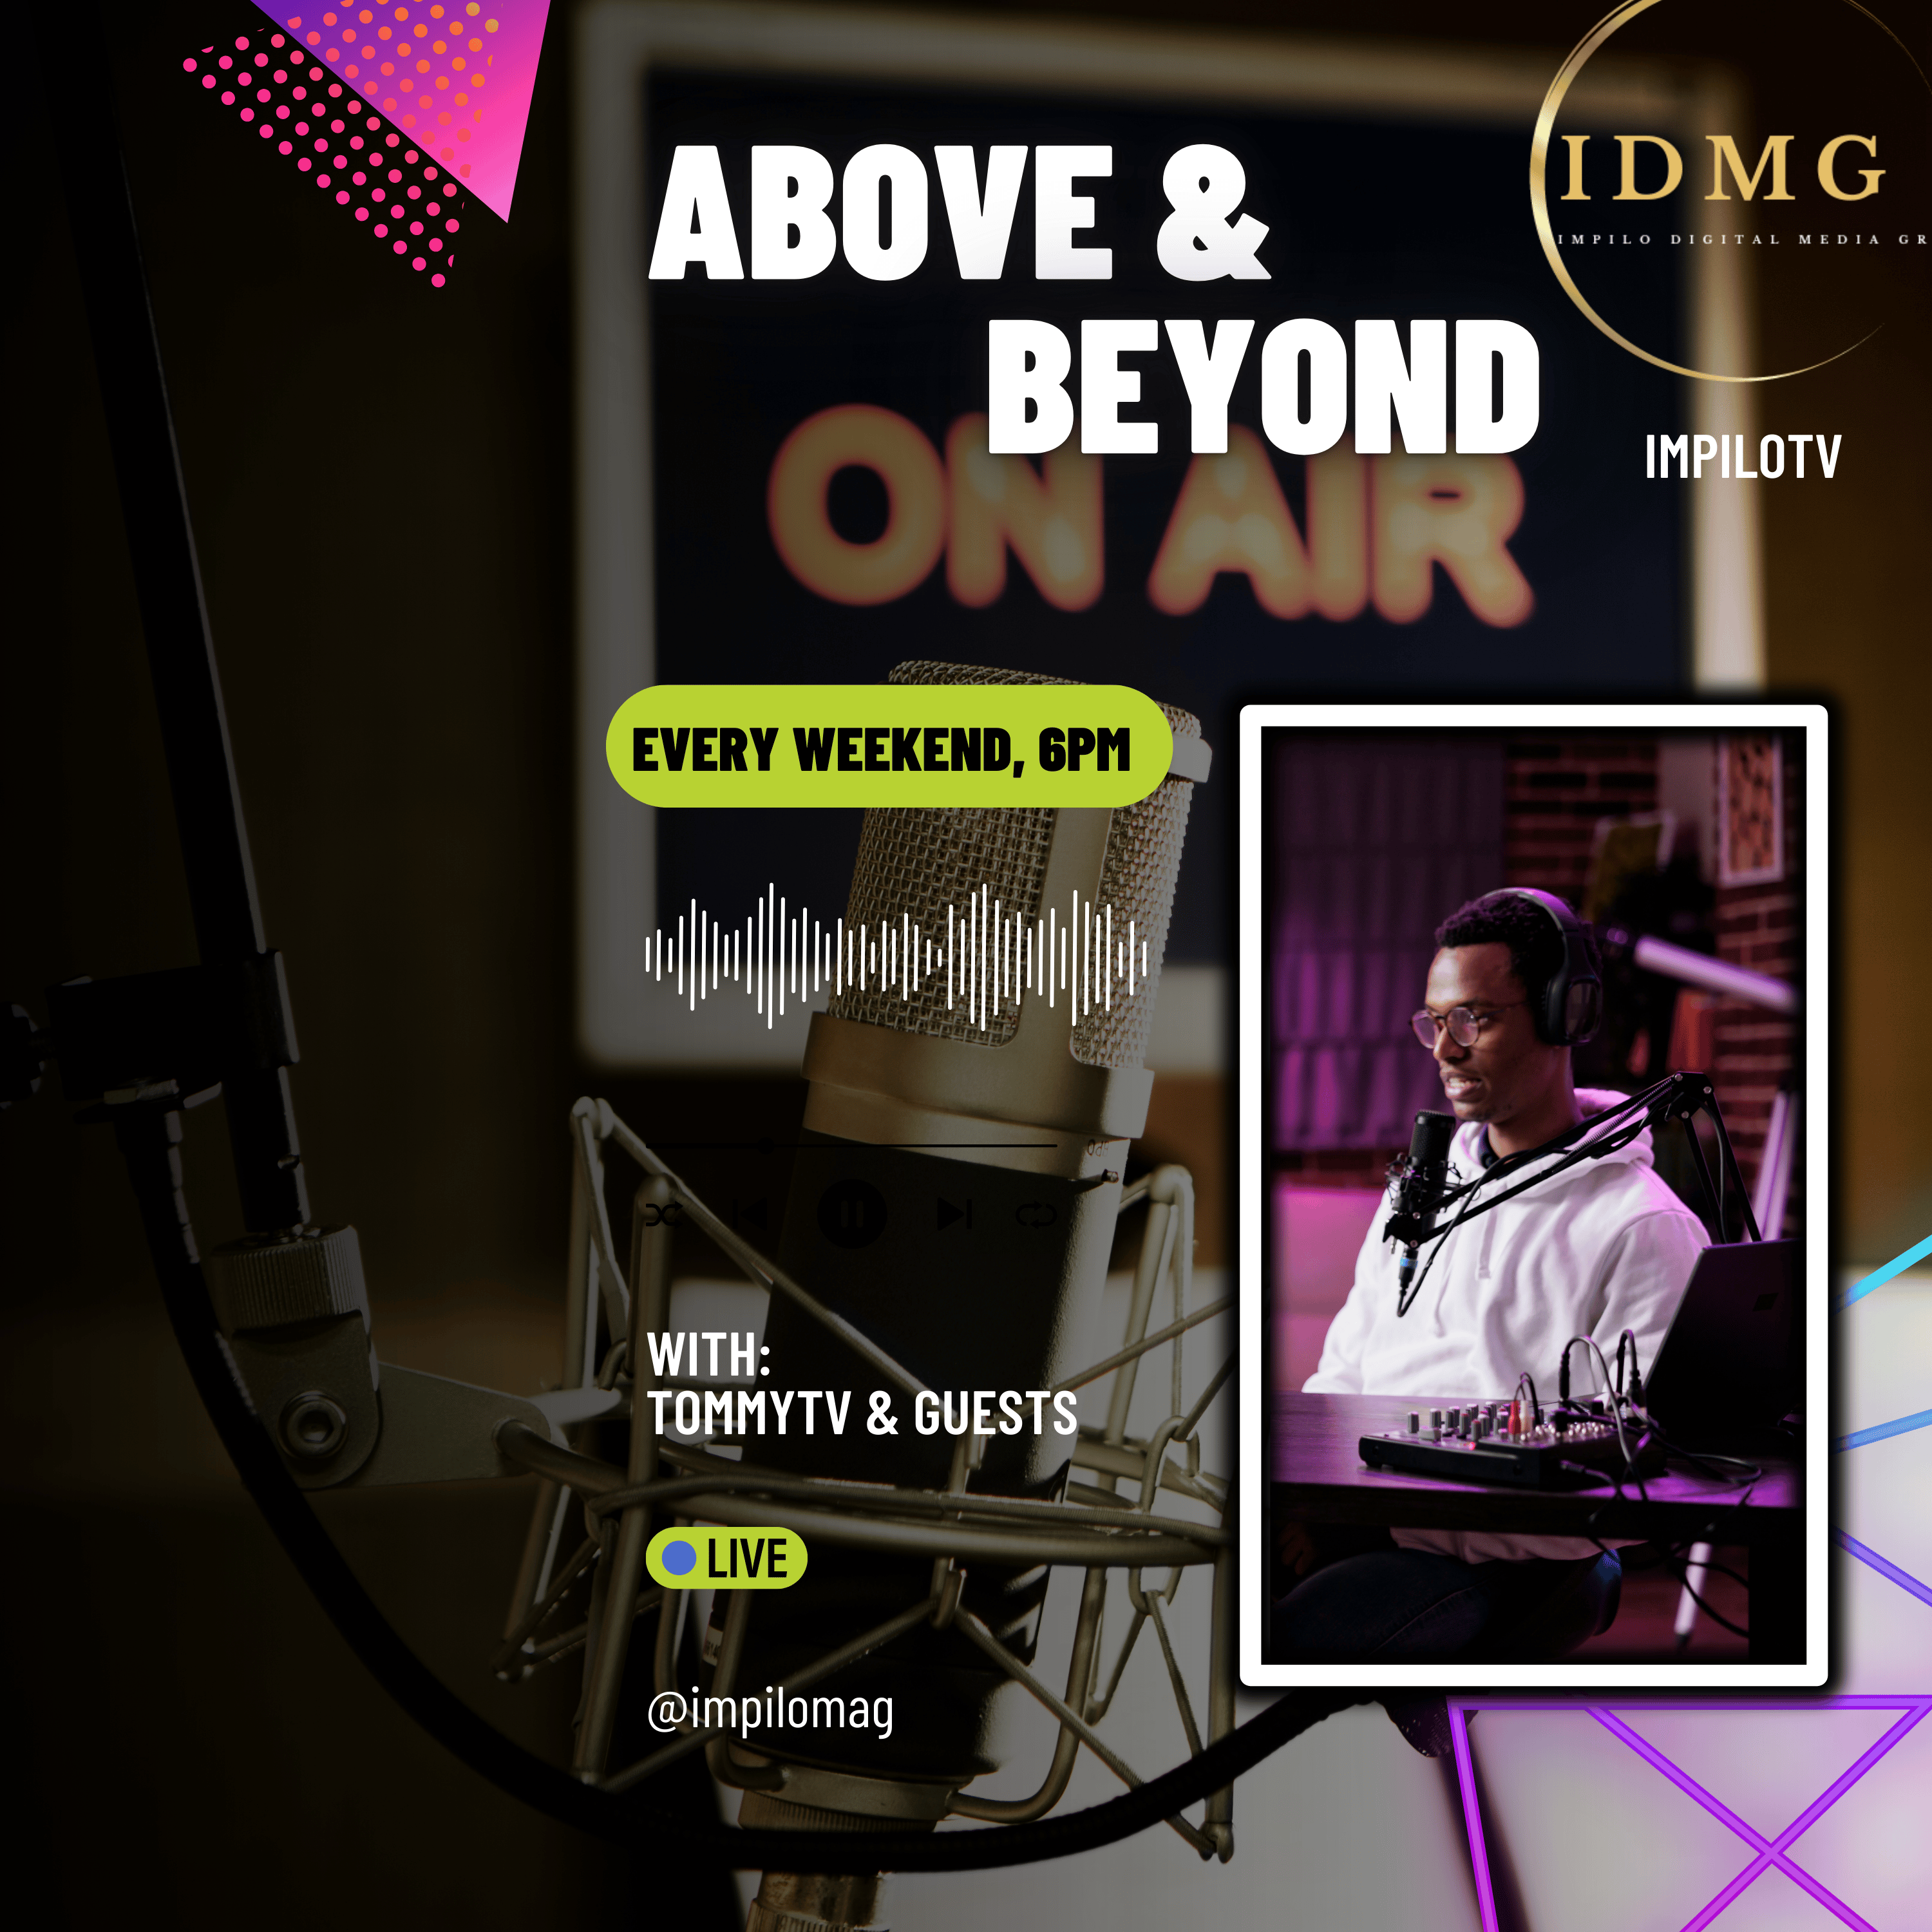 ABOVE &
BEYOND
IDMG
IMPILO DIGITAL MEDIA GR
IMPILOTV
ON AIR
EVERY WEEKEND, 6PM
WITH:
TOMMYTV & GUESTS
LIVE
@impilomag